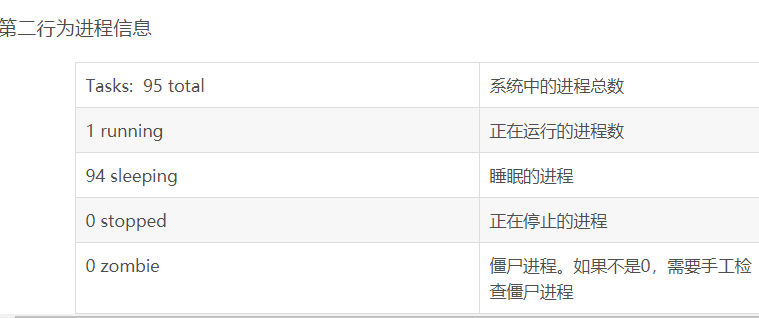 第二行为进程信息
Tasks:  95 total 系统中的进程总数
1 running 正在运行的进程数
94 sleeping 睡眠的进程
0 stopped 正在停止的进程
0 zombie 僵尸进程。如果不是0，需要手工检
查僵尸进程